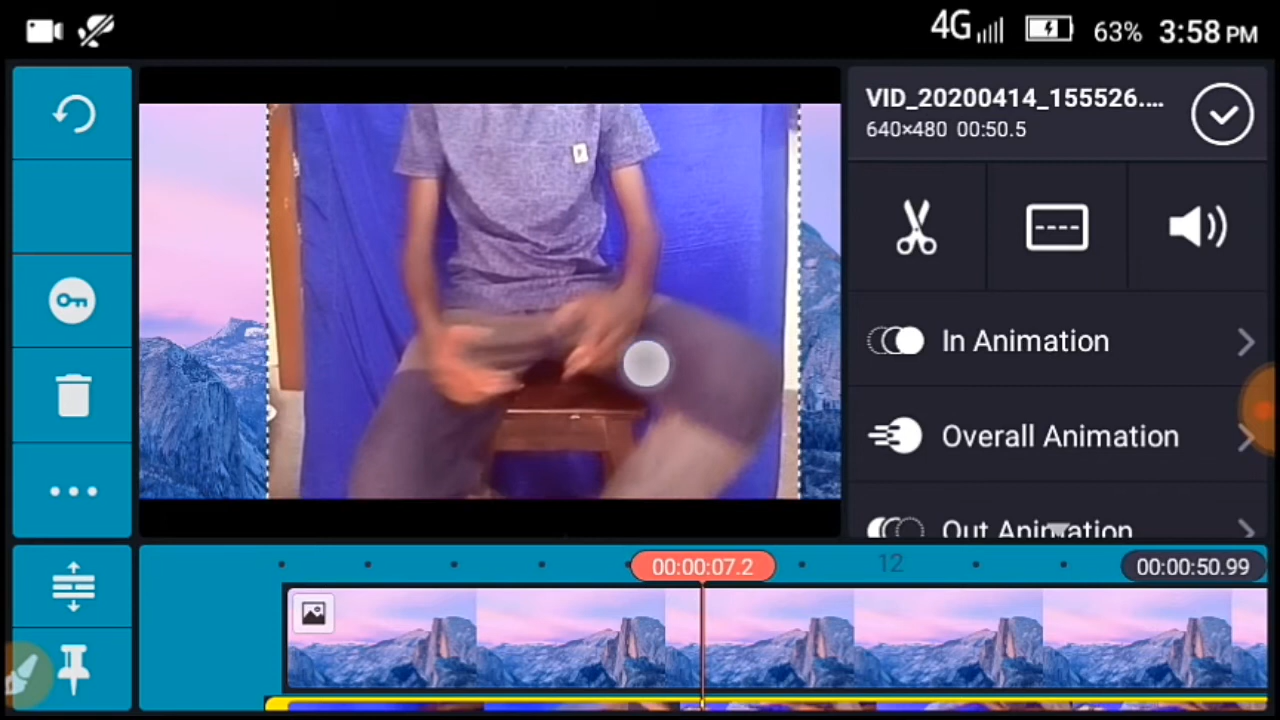 4G 63% 3:58 PM
VID_20200414_155526....
640×480 00:50.5
In Animation
Overall Animation
Out Animation
00:00:07.2 12 00:00:50.99